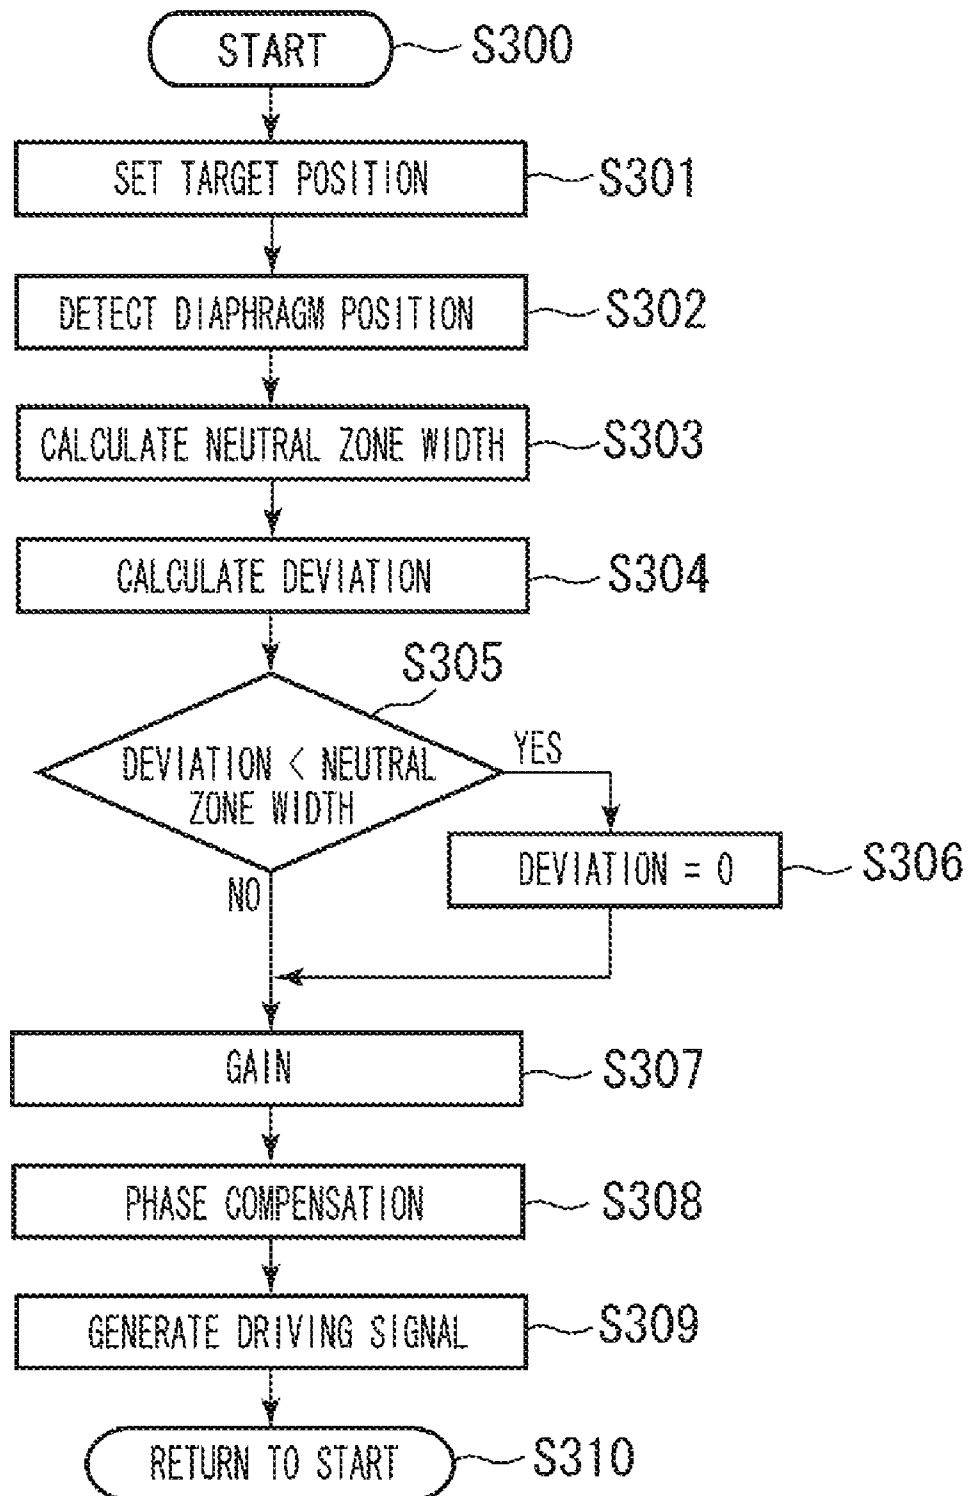 START
S300
SET TARGET POSITION
S301
DETECT DIAPHRAGM POSITION
S302
CALCULATE NEUTRAL ZONE WIDTH
S303
CALCULATE DEVIATION
S304
S305
DEVIATION < NEUTRAL
ZONE WIDTH
YES
DEVIATION = 0
S306
NO
GAIN
S307
PHASE COMPENSATION
S308
GENERATE DRIVING SIGNAL
S309
RETURN TO START
S310